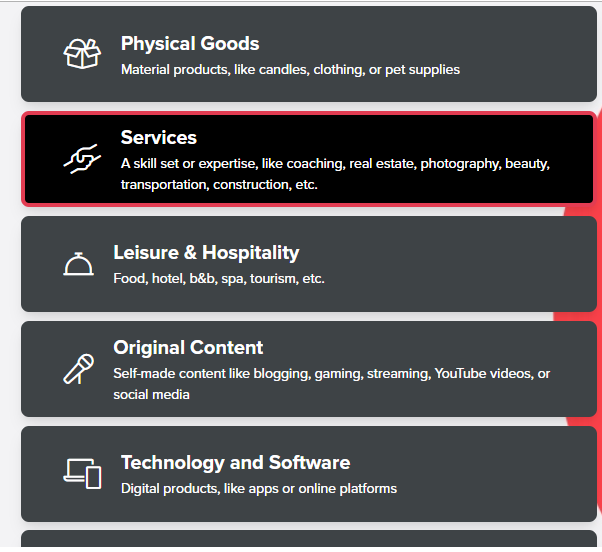 Physical Goods
Material products, like candles, clothing, or pet supplies
Services
A skill set or expertise, like coaching, real estate, photography, beauty,
transportation, construction, etc.
Leisure & Hospitality
Food, hotel, b&b, spa, tourism, etc.
Original Content
Self-made content like blogging, gaming, streaming, YouTube videos, or
social media
Technology and Software
Digital products, like apps or online platforms